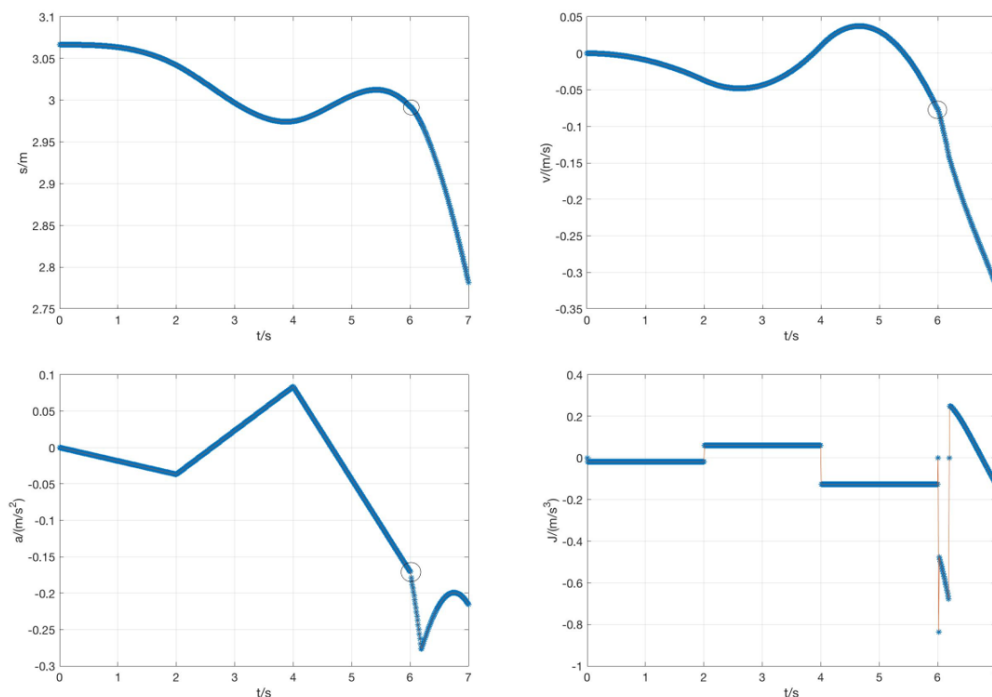 s/m
3.1
3.05
3
2.95
2.9
2.85
2.8
2.75
0 1 2 3 4 5 6 7
t/s
v/(m/s)
0.05
0
-0.05
-0.1
-0.15
-0.2
-0.25
-0.3
-0.35
0 1 2 3 4 5 6
t/s
a/(m/s²)
0.1
0.05
0
-0.05
-0.1
-0.15
-0.2
-0.25
-0.3
0 1 2 3 4 5 6 7
t/s
J/(m/s³)
0.4
0.2
0
-0.2
-0.4
-0.6
-0.8
-1
0 1 2 3 4 5 6
t/s